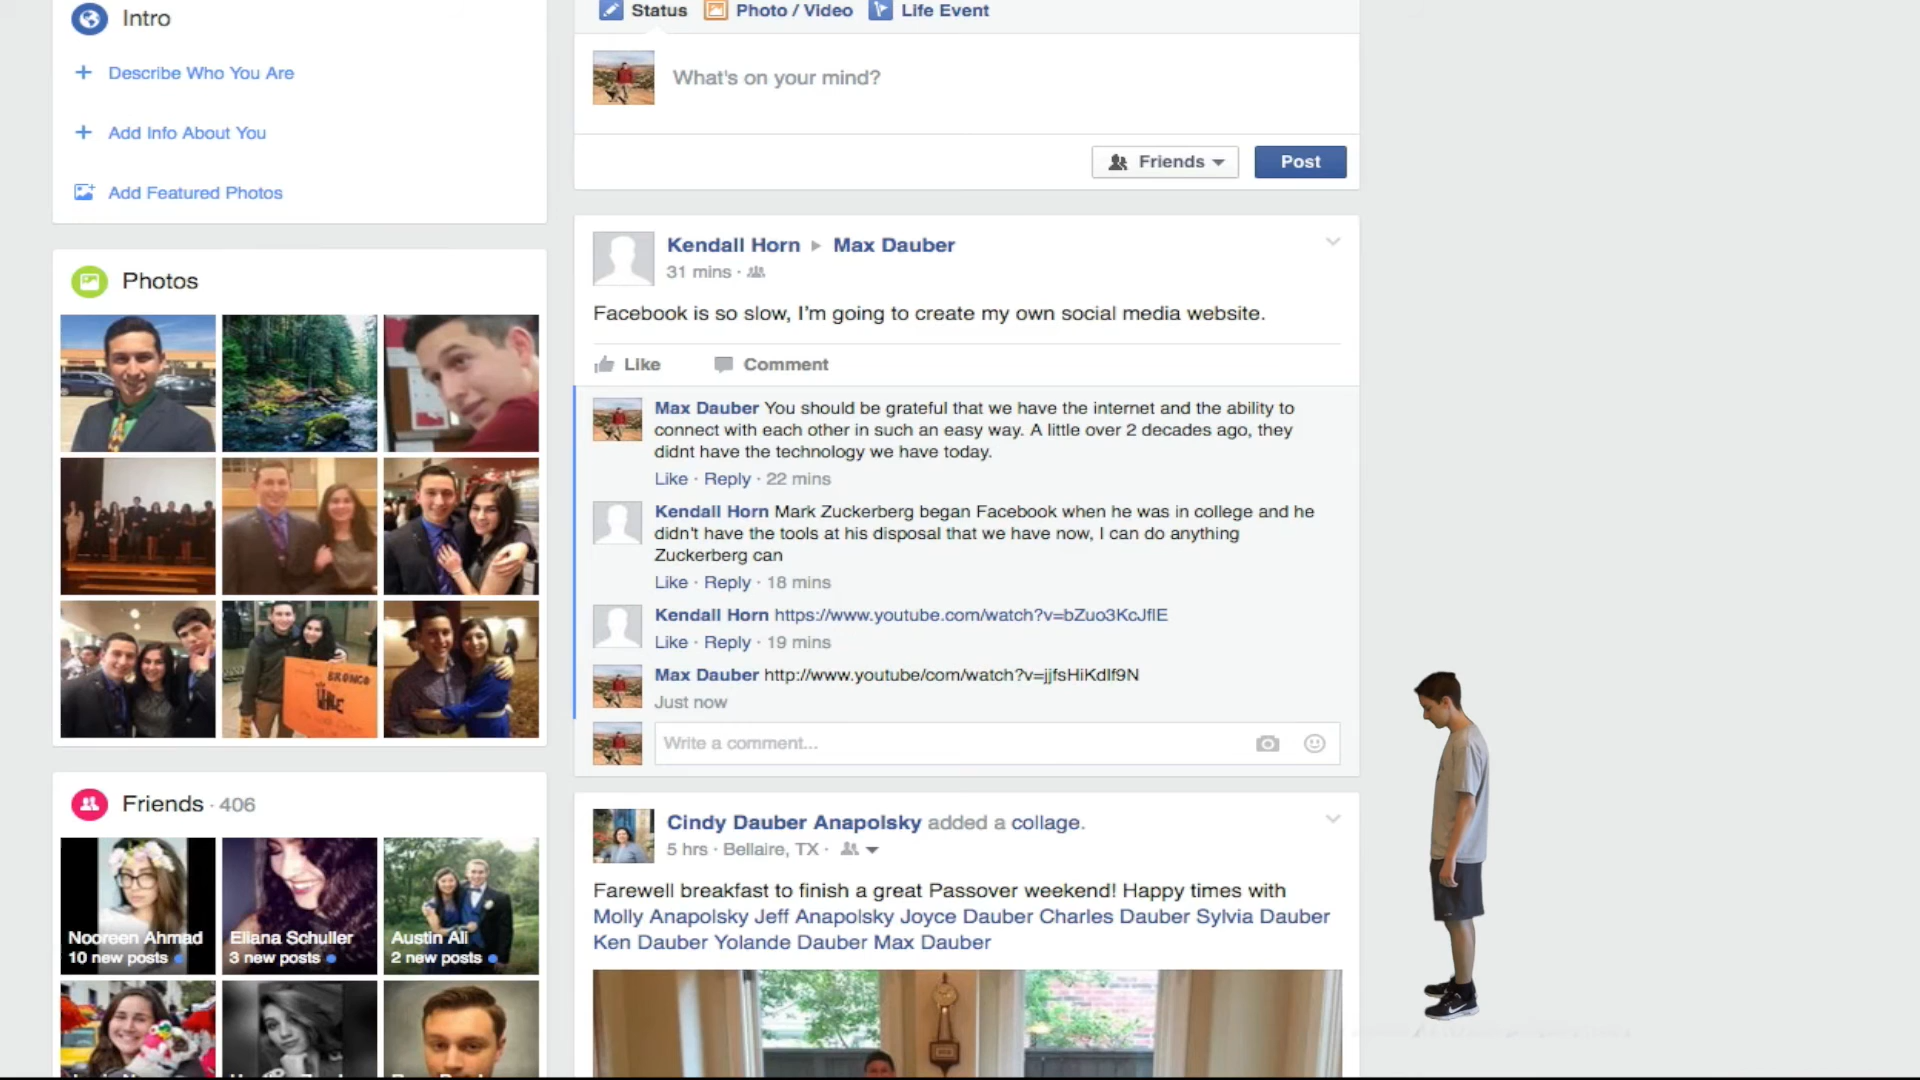 Intro
Describe Who You Are
Add Info About You
Add Featured Photos
Photos
BRONCO
Friends · 406
Nooreen Ahmad
10 new posts
Eliana Schuller
3 new posts
Austin Ali
2 new posts
Status Photo / Video Life Event
What's on your mind?
Friends Post
Kendall Horn Max Dauber
31 mins ·
Facebook is so slow, I'm going to create my own social media website.
Like Comment
Max Dauber You should be grateful that we have the internet and the ability to
connect with each other in such an easy way. A little over 2 decades ago, they
didnt have the technology we have today.
Like · Reply · 22 mins
Kendall Horn Mark Zuckerberg began Facebook when he was in college and he
didn't have the tools at his disposal that we have now, I can do anything
Zuckerberg can
Like · Reply · 18 mins
Kendall Horn https://www.youtube.com/watch?v=bZuo3KcJflE
Like · Reply · 19 mins
Max Dauber http://www.youtube/com/watch?v=jjfsHiKdlf9N
Just now
Write a comment...
Cindy Dauber Anapolsky added a collage.
5 hrs · Bellaire, TX ·
Farewell breakfast to finish a great Passover weekend! Happy times with
Molly Anapolsky Jeff Anapolsky Joyce Dauber Charles Dauber Sylvia Dauber
Ken Dauber Yolande Dauber Max Dauber